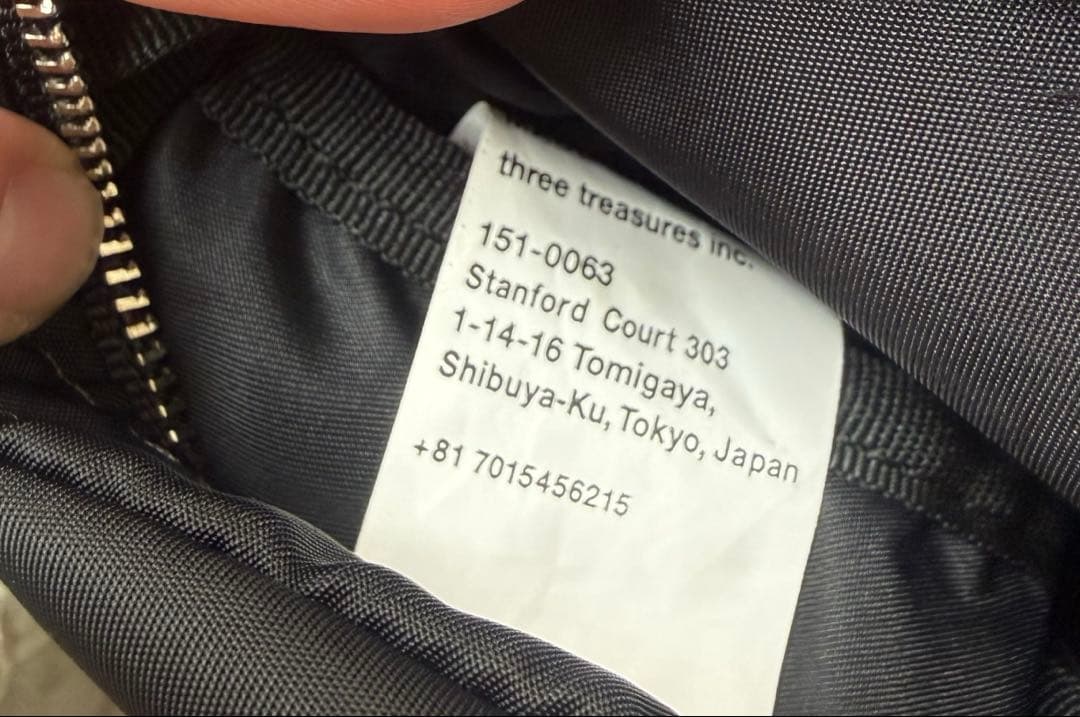 three treasures inc.
151-0063
Stanford Court 303
1-14-16 Tomigaya,
Shibuya-Ku, Tokyo, Japan
+81 7015456215